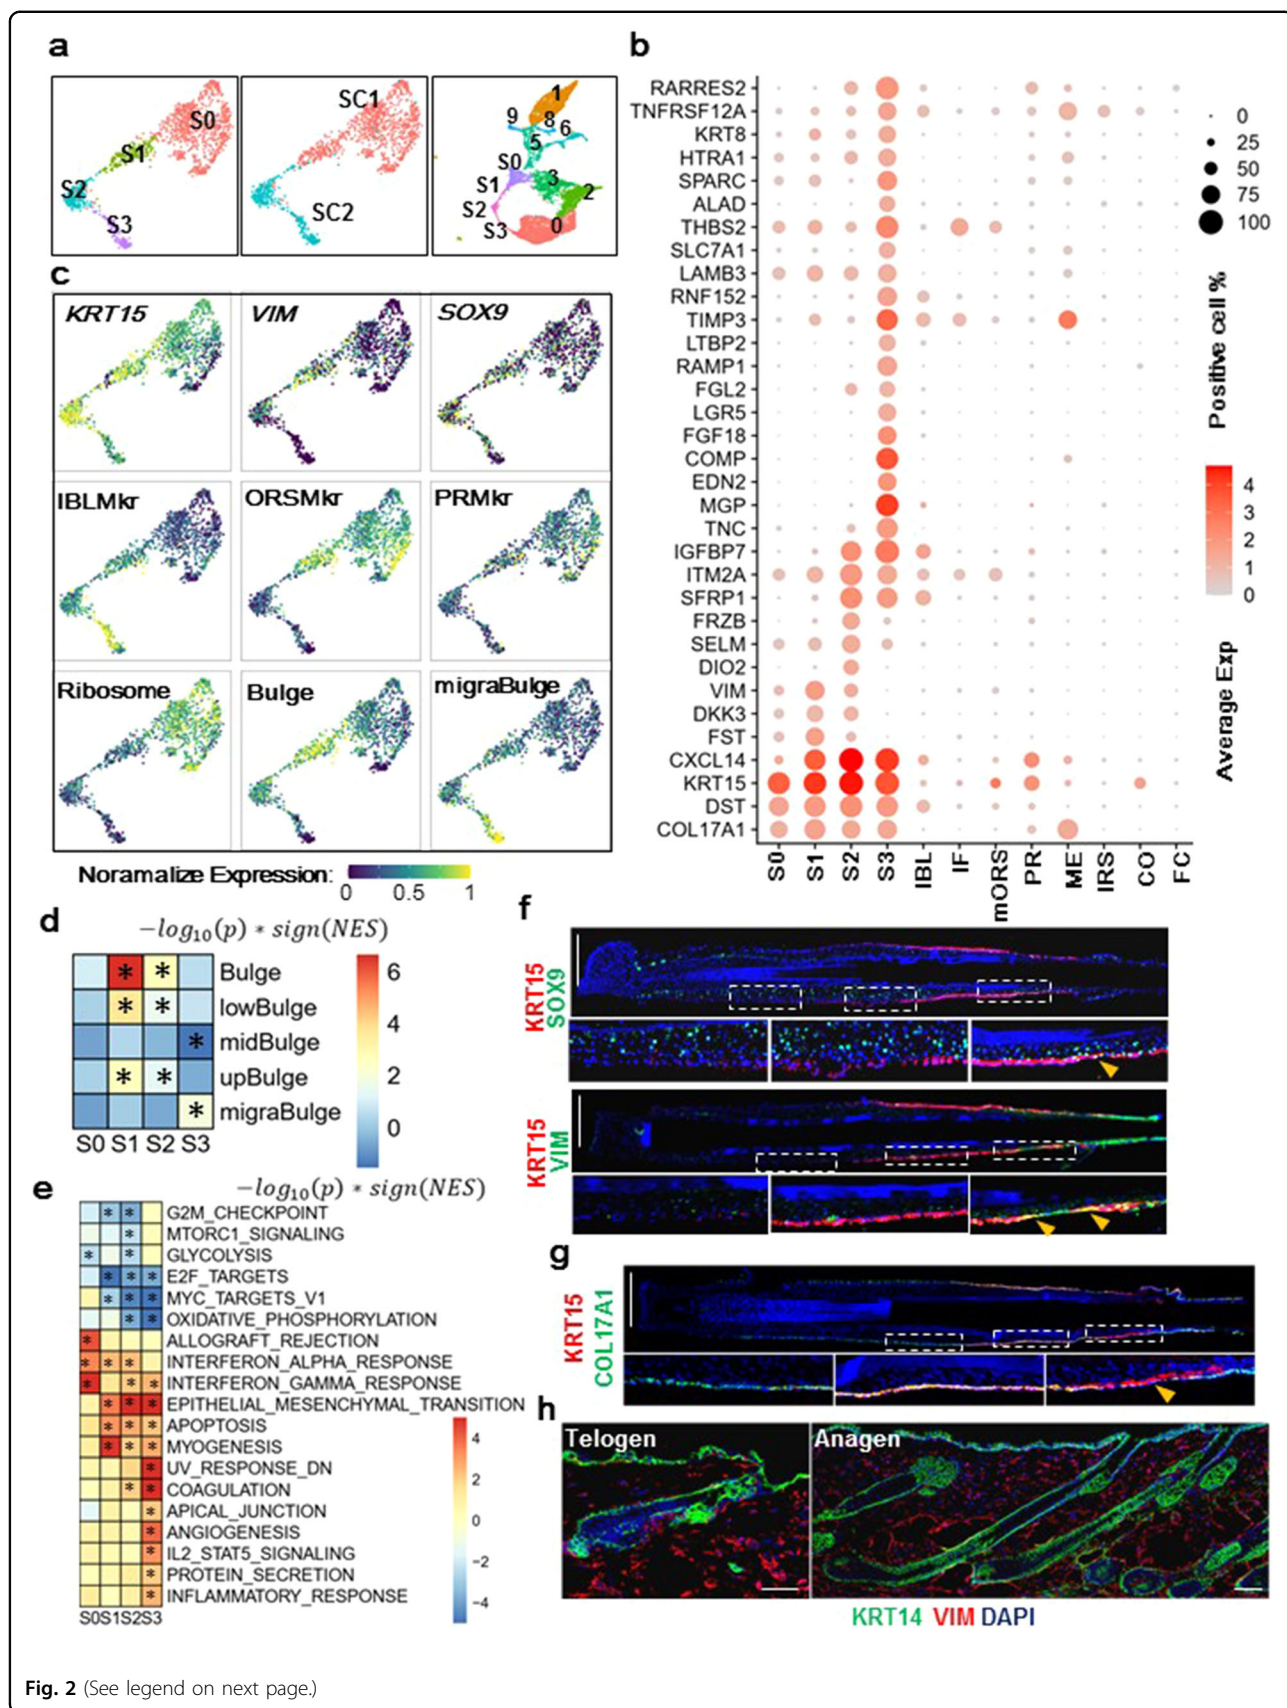 a
S0
S1
S2
S3
SC1
SC2
1
9
8
6
5
S0
S1
3
S2
2
S3
0
b
RARRES2
TNFRSF12A
KRT8
HTRA1
SPARC
ALAD
THBS2
SLC7A1
LAMB3
RNF152
TIMP3
LTBP2
RAMP1
FGL2
LGR5
FGF18
COMP
EDN2
MGP
TNC
IGFBP7
ITM2A
SFRP1
FRZB
SELM
DIO2
VIM
DKK3
FST
CXCL14
KRT15
DST
COL17A1
S0 S1 S2 S3 IBL IF mORS PR ME IRS CO FC
0
25
50
75
100
Positive cell %
4
3
2
1
0
Average Exp
c
KRT15 VIM SOX9
IBLMkr ORSMkr PRMkr
Ribosome Bulge migraBulge
Noramalize Expression: 0 0.5 1
d
−log10(p) ∗ sign(NES)
* * Bulge
* * lowBulge
* midBulge
* * upBulge
* migraBulge
S0 S1 S2 S3
6
4
2
0
e
−log10(p) ∗ sign(NES)
* * G2M_CHECKPOINT
* MTORC1_SIGNALING
* * GLYCOLYSIS
* * * E2F_TARGETS
* * * MYC_TARGETS_V1
* * OXIDATIVE_PHOSPHORYLATION
* ALLOGRAFT_REJECTION
* * * INTERFERON_ALPHA_RESPONSE
* * * INTERFERON_GAMMA_RESPONSE
* * * EPITHELIAL_MESENCHYMAL_TRANSITION
* * * APOPTOSIS
* * * MYOGENESIS
* UV_RESPONSE_DN
* * COAGULATION
* APICAL_JUNCTION
* ANGIOGENESIS
* IL2_STAT5_SIGNALING
* PROTEIN_SECRETION
* INFLAMMATORY_RESPONSE
S0S1S2S3
4
2
0
−2
−4
f
KRT15
SOX9
KRT15
VIM
g
KRT15
COL17A1
h
Telogen
Anagen
KRT14 VIM DAPI
Fig. 2 (See legend on next page.)